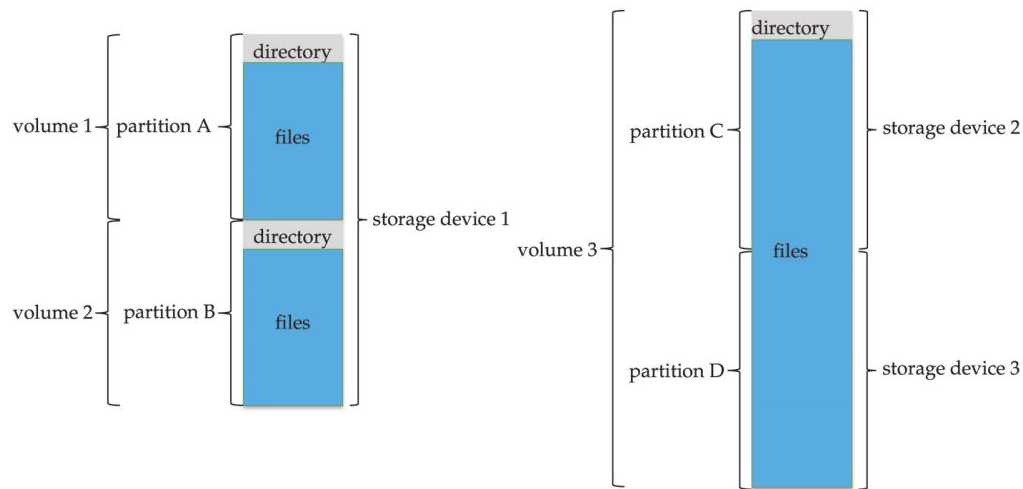 directory
volume 1
partition A
files
storage device 1
directory
volume 2
partition B
files
directory
partition C
storage device 2
volume 3
files
partition D
storage device 3